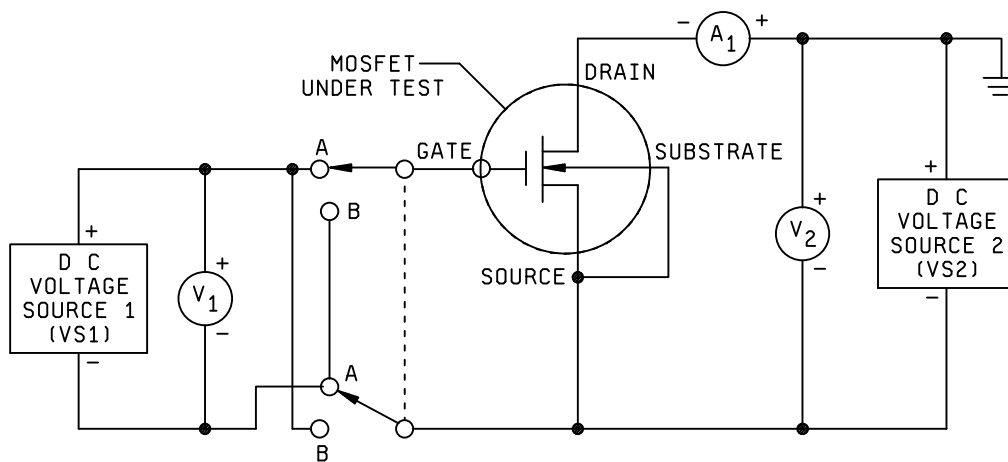 - A1 +
MOSFET
UNDER TEST
DRAIN
A
GATE
SUBSTRATE
+
+
D C
VOLTAGE
SOURCE 1
(VS1)
-
+
V1
-
B
SOURCE
+
V2
-
D C
VOLTAGE
SOURCE 2
(VS2)
-
A
B